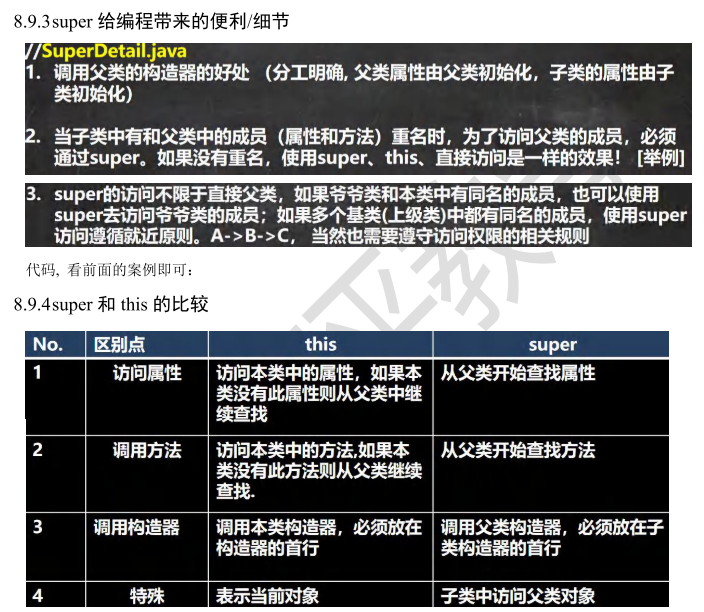 8.9.3super 给编程带来的便利/细节
//SuperDetail.java
1. 调用父类的构造器的好处 （分工明确, 父类属性由父类初始化，子类的属性由子
类初始化）
2. 当子类中有和父类中的成员（属性和方法）重名时，为了访问父类的成员，必须
通过super。如果没有重名，使用super、this、直接访问是一样的效果！ [举例]
3. super的访问不限于直接父类，如果爷爷类和本类中有同名的成员，也可以使用
super去访问爷爷类的成员；如果多个基类(上级类)中都有同名的成员，使用super
访问遵循就近原则。A->B->C， 当然也需要遵守访问权限的相关规则
代码, 看前面的案例即可：
8.9.4super 和 this 的比较
No. 区别点 this super
1 访问属性 访问本类中的属性，如果本 从父类开始查找属性
类没有此属性则从父类中继
续查找
2 调用方法 访问本类中的方法,如果本 从父类开始查找方法
类没有此方法则从父类继续
查找.
3 调用构造器 调用本类构造器，必须放在 调用父类构造器，必须放在子
构造器的首行 类构造器的首行
4 特殊 表示当前对象 子类中访问父类对象